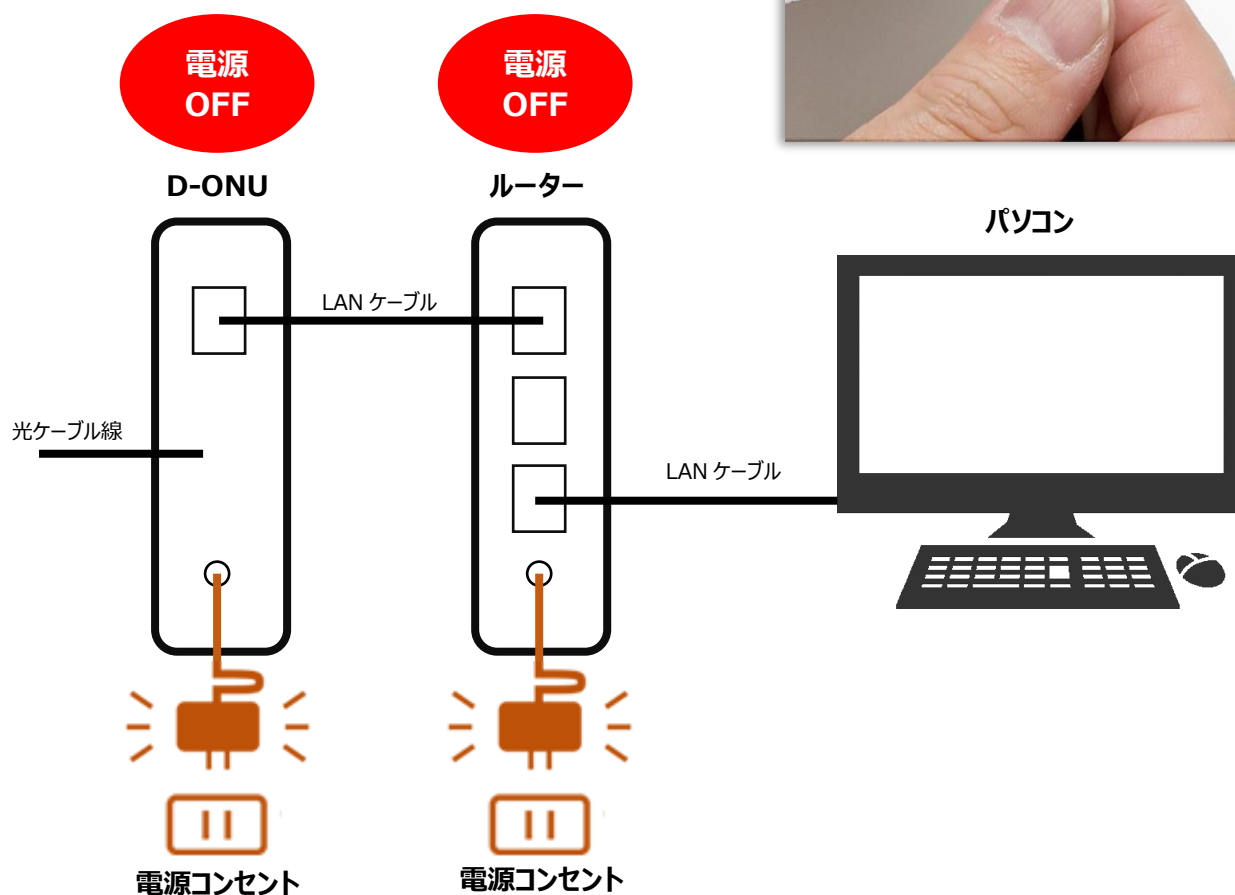 電源
OFF
電源
OFF
D-ONU
ルーター
パソコン
LAN ケーブル
光ケーブル線
LAN ケーブル
電源コンセント
電源コンセント